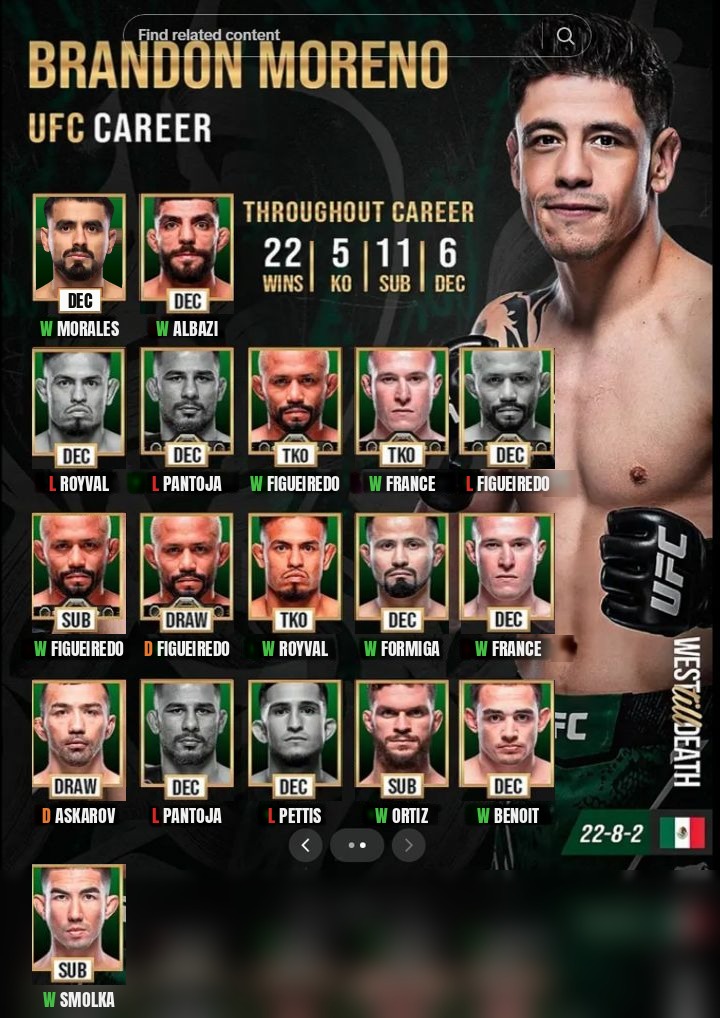 Find related content
BRANDON MORENO
UFC CAREER
THROUGHOUT CAREER
22 5 11 6
WINS KO SUB DEC
DEC DEC
W MORALES W ALBAZI
DEC DEC TKO TKO DEC
L ROYVAL L PANTOJA W FIGUEIREDO W FRANCE L FIGUEIREDO
SUB DRAW TKO DEC DEC
W FIGUEIREDO D FIGUEIREDO W ROYVAL W FORMIGA W FRANCE
UFC
WESTänDEATH
DRAW DEC DEC SUB DEC
D ASKAROV L PANTOJA L PETTIS W ORTIZ W BENOIT
FC
22-8-2
SUB
W SMOLKA